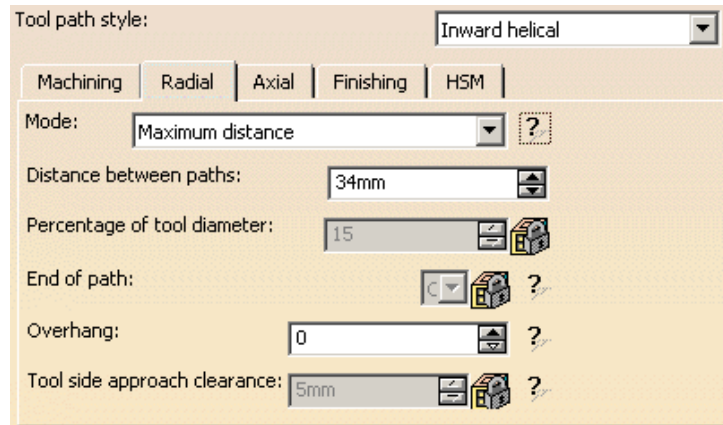 Tool path style: Inward helical
Machining Radial Axial Finishing HSM
Mode: Maximum distance ?
Distance between paths: 34mm
Percentage of tool diameter: 15
End of path: ?
Overhang: 0 ?
Tool side approach clearance: 5mm ?